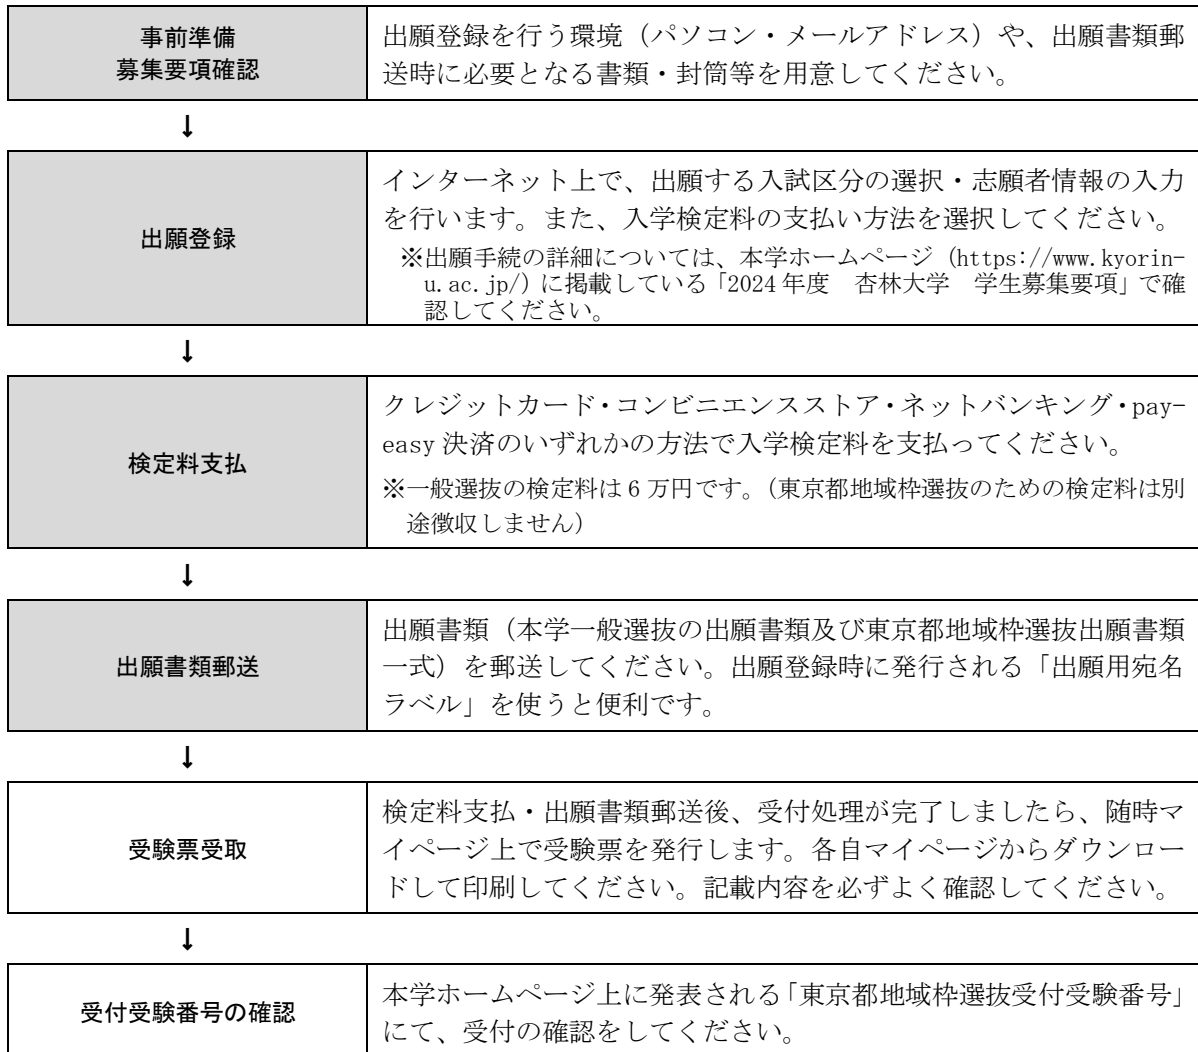 事前準備
募集要項確認
出願登録を行う環境（パソコン・メールアドレス）や、出願書類郵
送時に必要となる書類・封筒等を用意してください。
↓
出願登録
インターネット上で、出願する入試区分の選択・志願者情報の入力
を行います。また、入学検定料の支払い方法を選択してください。
※出願手続の詳細については、本学ホームページ（https://www.kyorin-
u.ac.jp/）に掲載している「2024年度　杏林大学　学生募集要項」で確
認してください。
↓
検定料支払
クレジットカード・コンビニエンスストア・ネットバンキング・pay-
easy決済のいずれかの方法で入学検定料を支払ってください。
※一般選抜の検定料は6万円です。（東京都地域枠選抜のための検定料は別
途徴収しません）
↓
出願書類郵送
出願書類（本学一般選抜の出願書類及び東京都地域枠選抜出願書類
一式）を郵送してください。出願登録時に発行される「出願用宛名
ラベル」を使うと便利です。
↓
受験票受取
検定料支払・出願書類郵送後、受付処理が完了しましたら、随時マ
イページ上で受験票を発行します。各自マイページからダウンロー
ドして印刷してください。記載内容を必ずよく確認してください。
↓
受付受験番号の確認
本学ホームページ上に発表される「東京都地域枠選抜受付受験番号」
にて、受付の確認をしてください。